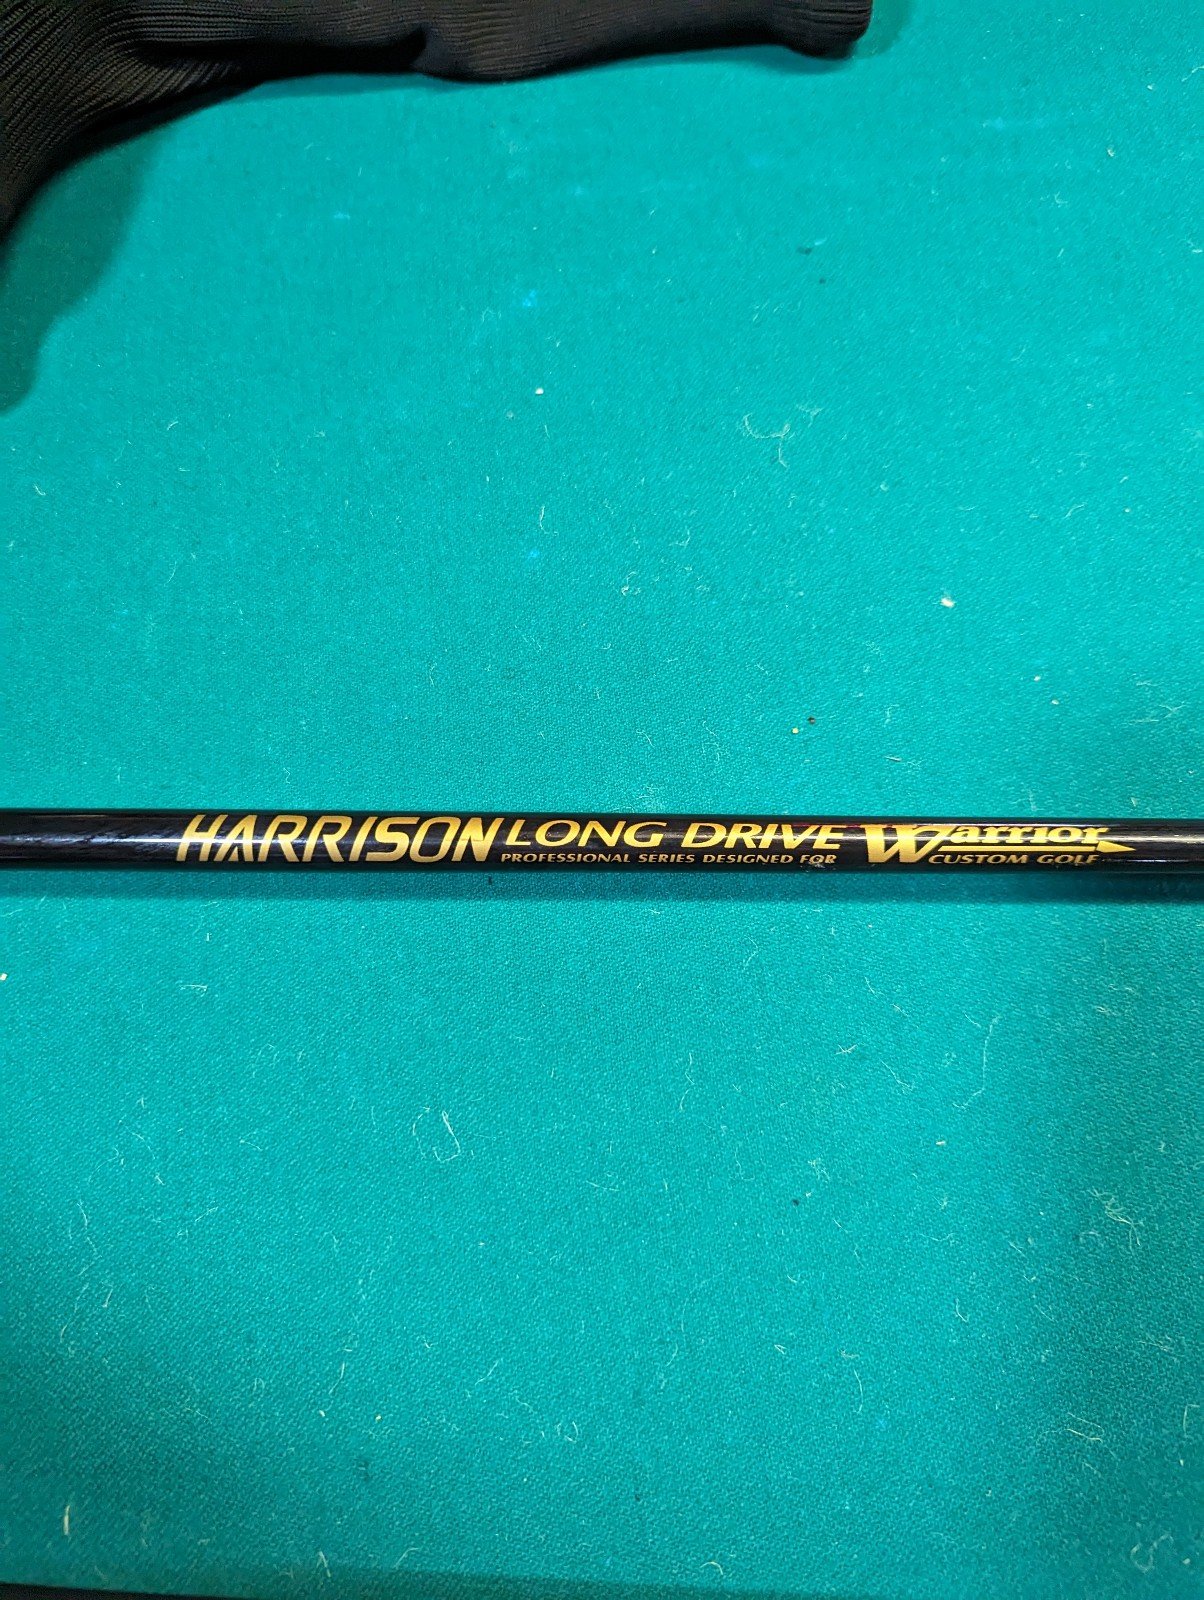 HARRISON LONG DRIVE Warrior
PROFESSIONAL SERIES DESIGNED FOR CUSTOM GOLF